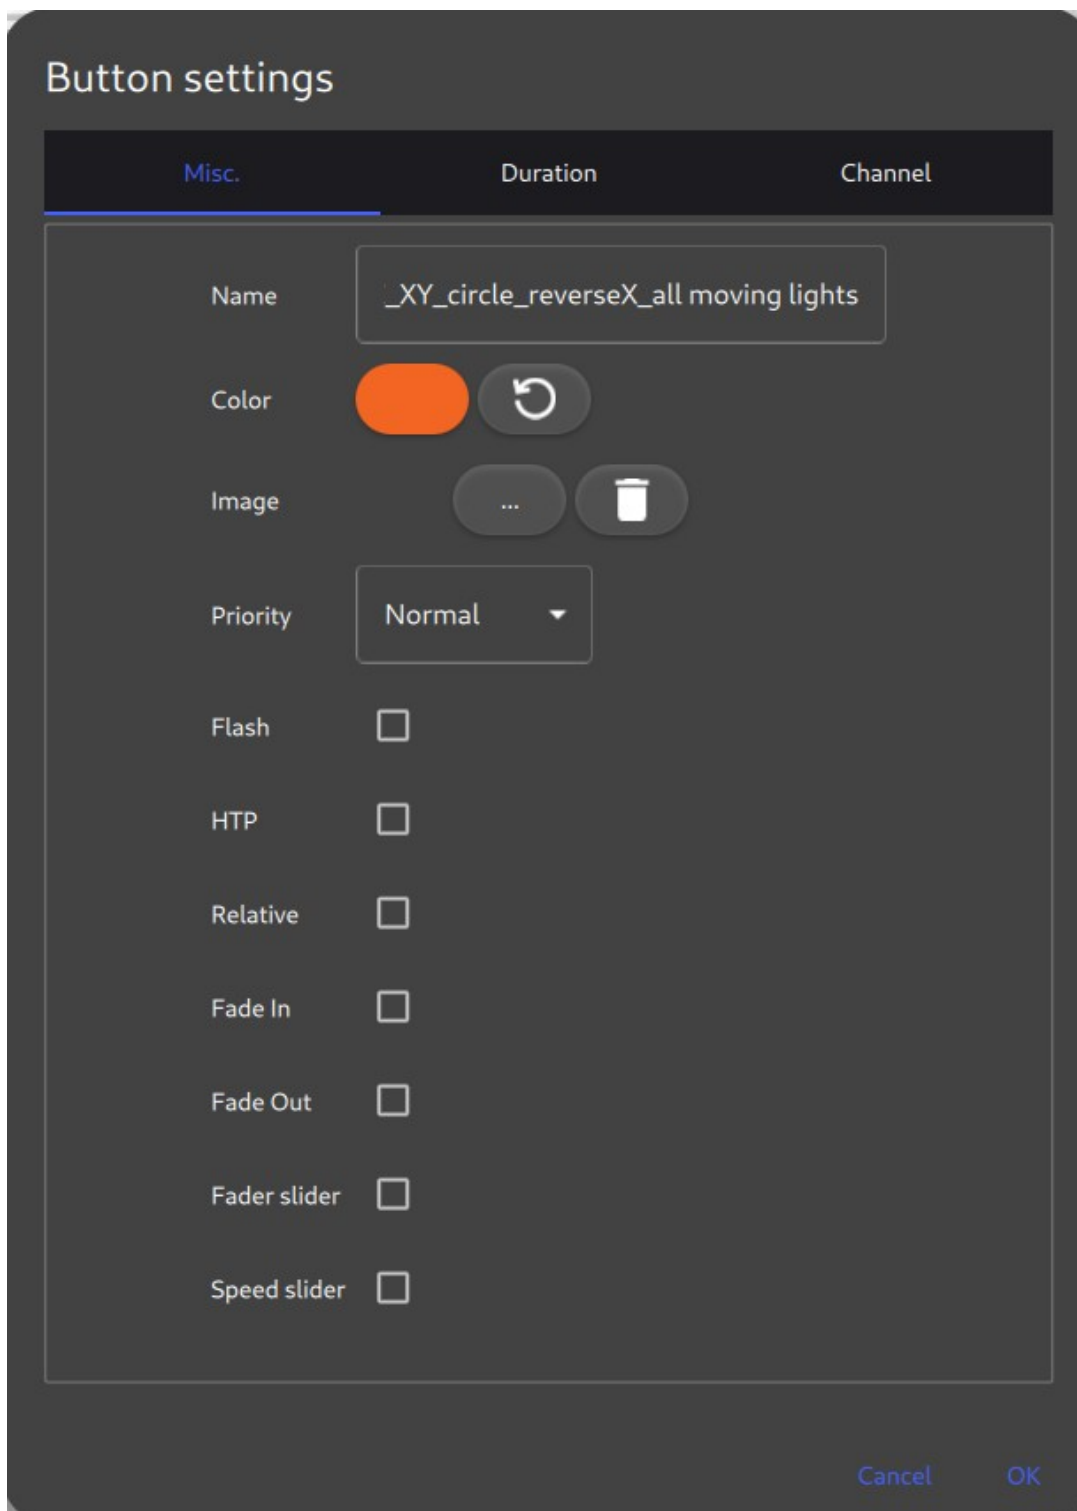 Button settings
Misc. Duration Channel
Name _XY_circle_reverseX_all moving lights
Color
Image ...
Priority Normal
Flash
HTP
Relative
Fade In
Fade Out
Fader slider
Speed slider
Cancel OK